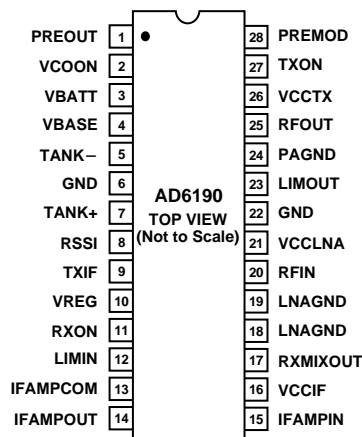 PREOUT 1 28 PREMOD
VCOON 2 27 TXON
VBATT 3 26 VCCTX
VBASE 4 25 RFOUT
TANK− 5 24 PAGND
GND 6 23 LIMOUT
AD6190
TANK+ 7 22 GND
TOP VIEW
(Not to Scale)
RSSI 8 21 VCCLNA
TXIF 9 20 RFIN
VREG 10 19 LNAGND
RXON 11 18 LNAGND
LIMIN 12 17 RXMIXOUT
IFAMPCOM 13 16 VCCIF
IFAMPOUT 14 15 IFAMPIN